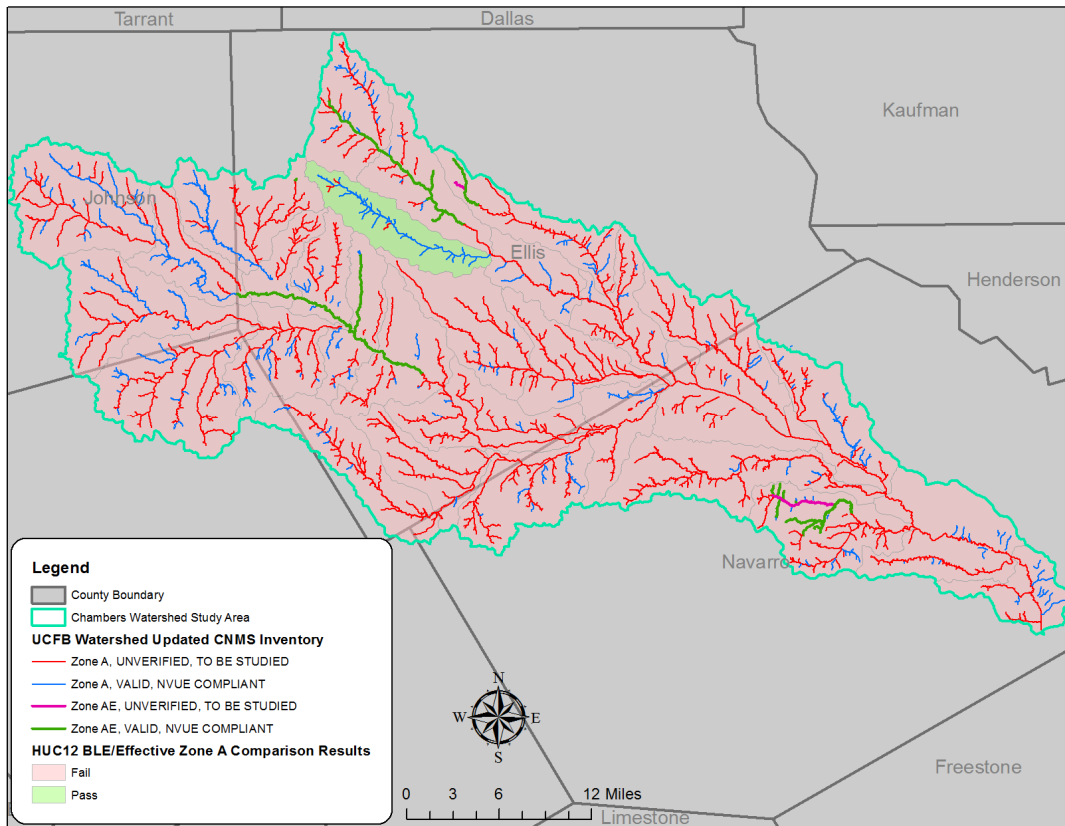 Tarrant
Dallas
Kaufman
Johnson
Ellis
Henderson
Navarro
Freestone
Limestone
Legend
County Boundary
Chambers Watershed Study Area
UCFB Watershed Updated CNMS Inventory
Zone A, UNVERIFIED, TO BE STUDIED
Zone A, VALID, NVUE COMPLIANT
Zone AE, UNVERIFIED, TO BE STUDIED
Zone AE, VALID, NVUE COMPLIANT
HUC12 BLE/Effective Zone A Comparison Results
Fail
Pass
N
W E
S
0 3 6 12 Miles